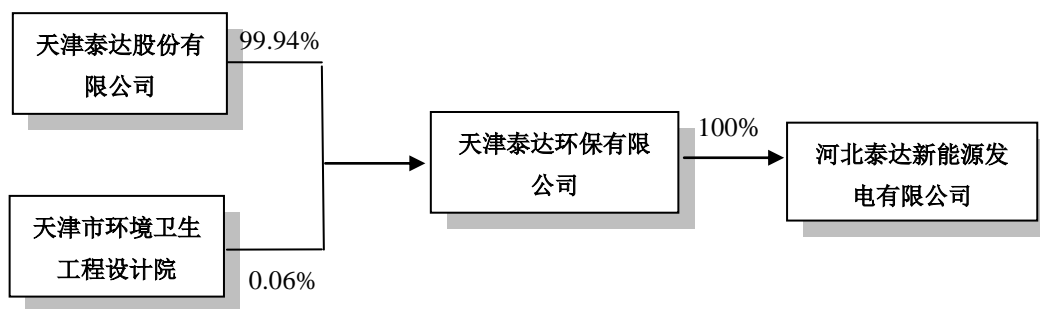 天津泰达股份有
限公司
99.94%
天津市环境卫生
工程设计院
0.06%
天津泰达环保有限
公司
100%
河北泰达新能源发
电有限公司